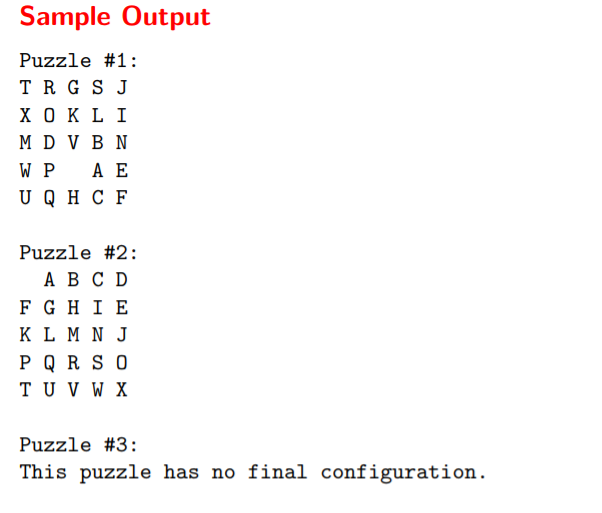 Sample Output
Puzzle #1:
T R G S J
X O K L I
M D V B N
W P   A E
U Q H C F
Puzzle #2:
  A B C D
F G H I E
K L M N J
P Q R S O
T U V W X
Puzzle #3:
This puzzle has no final configuration.